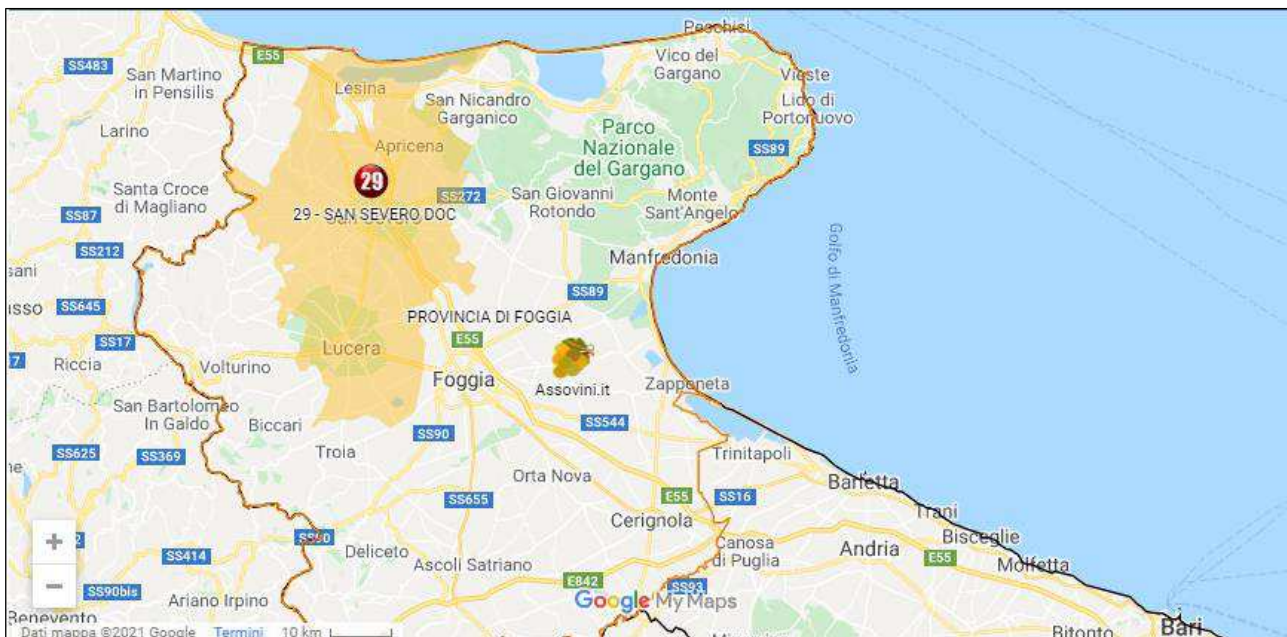 Peschici
E55
SS483
San Martino
in Pensilis
Lesina
Vico del
Gargano
Vieste
San Nicandro
Garganico
Lido di
Portonuovo
Larino
Apricena
Parco
Nazionale
del Gargano
SS89
29
Santa Croce
di Magliano
SS272
San Giovanni
Rotondo
Monte
Sant'Angelo
SS87
29 - SAN SEVERO DOC
SS212
Golfo di Manfredonia
Manfredonia
SS89
SS645
PROVINCIA DI FOGGIA
SS17
E55
Lucera
Riccia
Volturino
Foggia
Assovini.it
Zapponeta
San Bartolomeo
In Galdo
Biccari
SS90
SS544
SS625
SS369
Troia
Trinitapoli
Orta Nova
Barletta
SS655
E55
SS16
Trani
Cerignola
Bisceglie
Andria
E55
Molfetta
Canosa
di Puglia
SS414
Deliceto
Ascoli Satriano
E842
SS93
SS90bis
Ariano Irpino
Google My Maps
Benevento
Bari
Bitonto
Dati mappa ©2021 Google
Termini
10 km
+
−